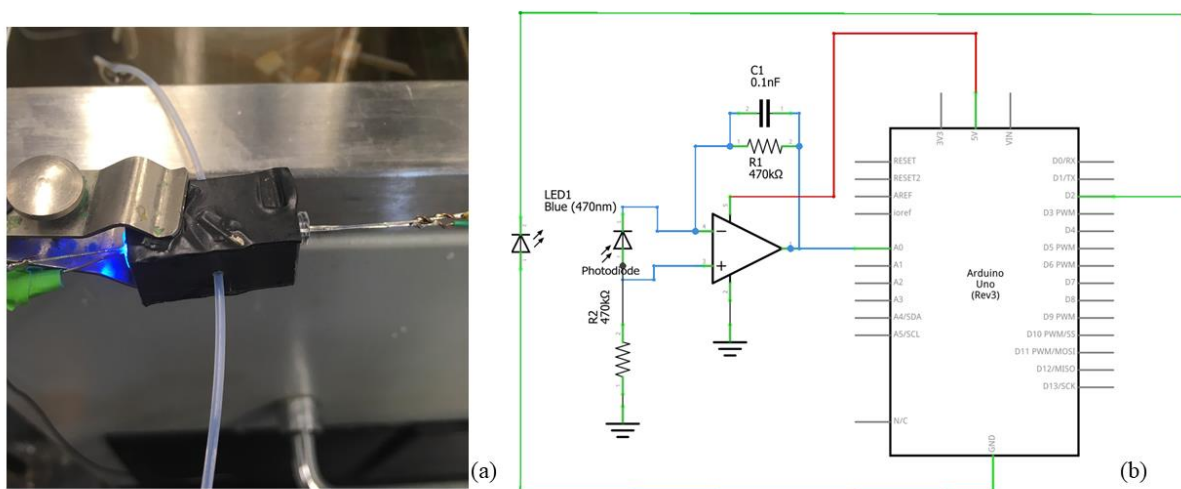 C1
0.1nF
R1
470kΩ
LED1
Blue (470nm)
Photodiode
R2
470kΩ
3V3
5V
VIN
RESET
RESET2
AREF
ioref
A0
A1
A2
A3
A4/SDA
A5/SCL
N/C
D0/RX
D1/TX
D2
D3 PWM
D4
D5 PWM
D6 PWM
D7
D8
D9 PWM
D10 PWM/SS
D11 PWM/MOSI
D12/MISO
D13/SCK
Arduino
Uno
(Rev3)
GND
(a)
(b)